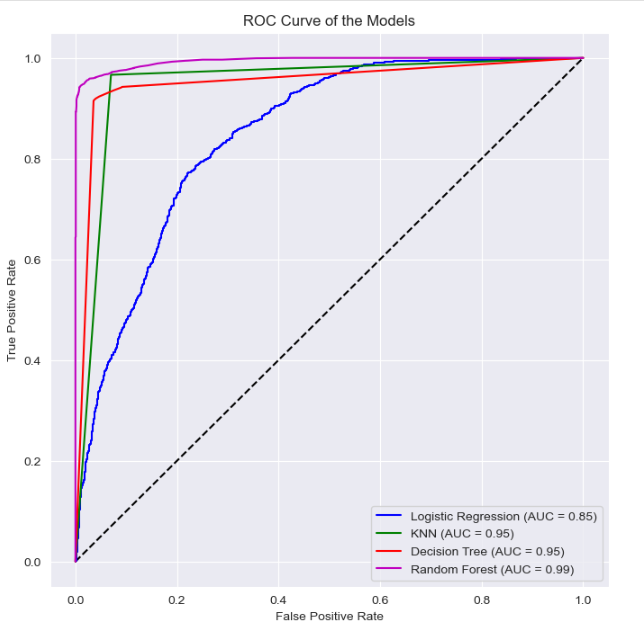 ROC Curve of the Models
1.0
0.8
0.6
0.4
0.2
0.0
True Positive Rate
0.0 0.2 0.4 0.6 0.8 1.0
False Positive Rate
Logistic Regression (AUC = 0.85)
KNN (AUC = 0.95)
Decision Tree (AUC = 0.95)
Random Forest (AUC = 0.99)